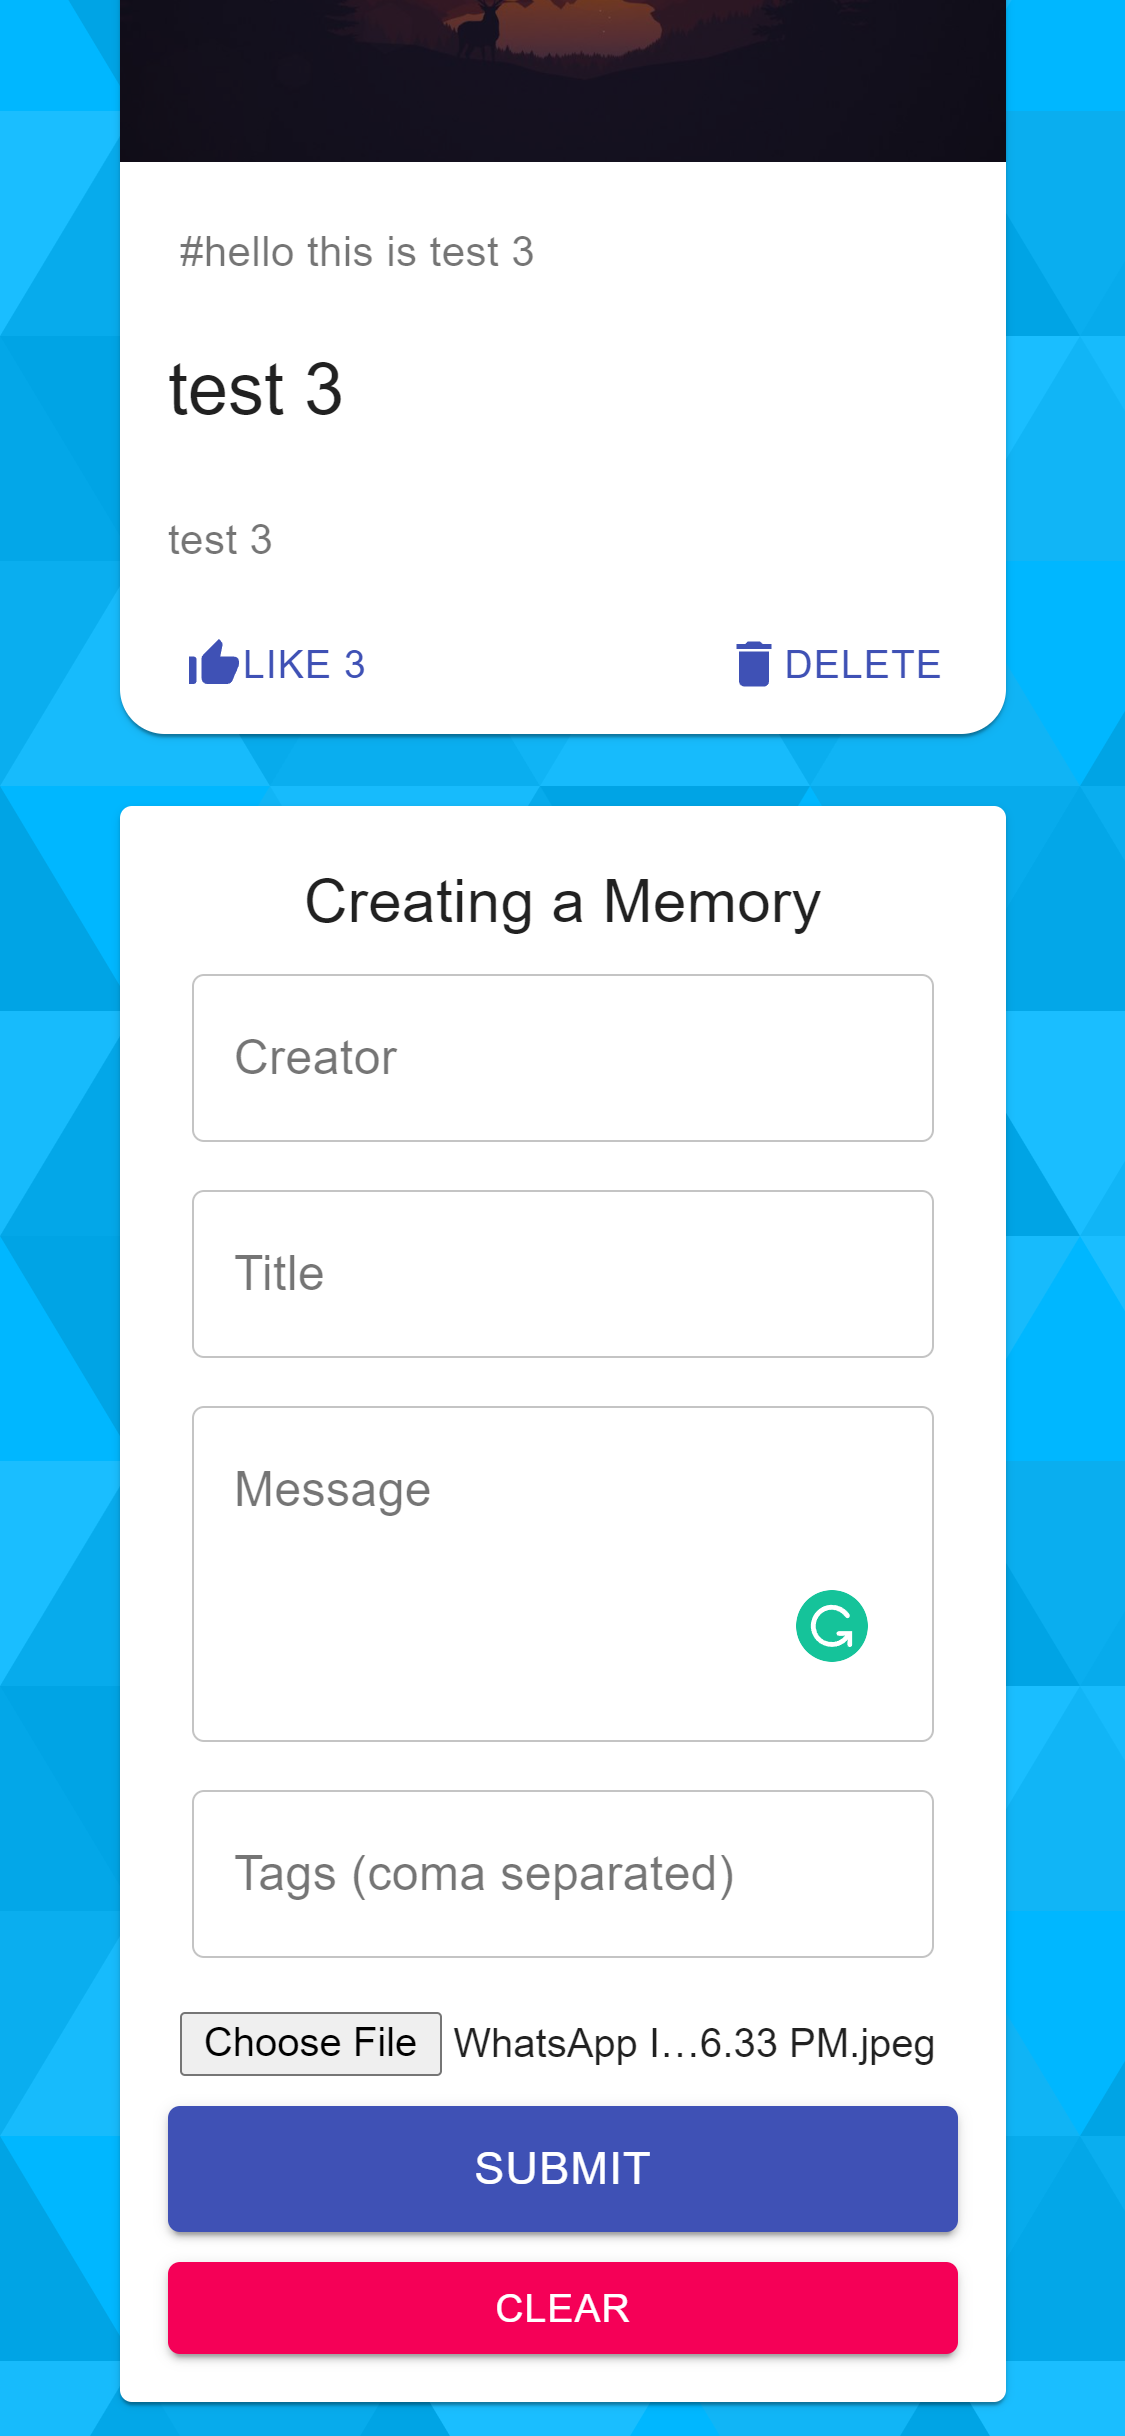 #hello this is test 3
test 3
test 3
LIKE 3 DELETE
Creating a Memory
Creator
Title
Message
Tags (coma separated)
Choose File WhatsApp I...6.33 PM.jpeg
SUBMIT
CLEAR